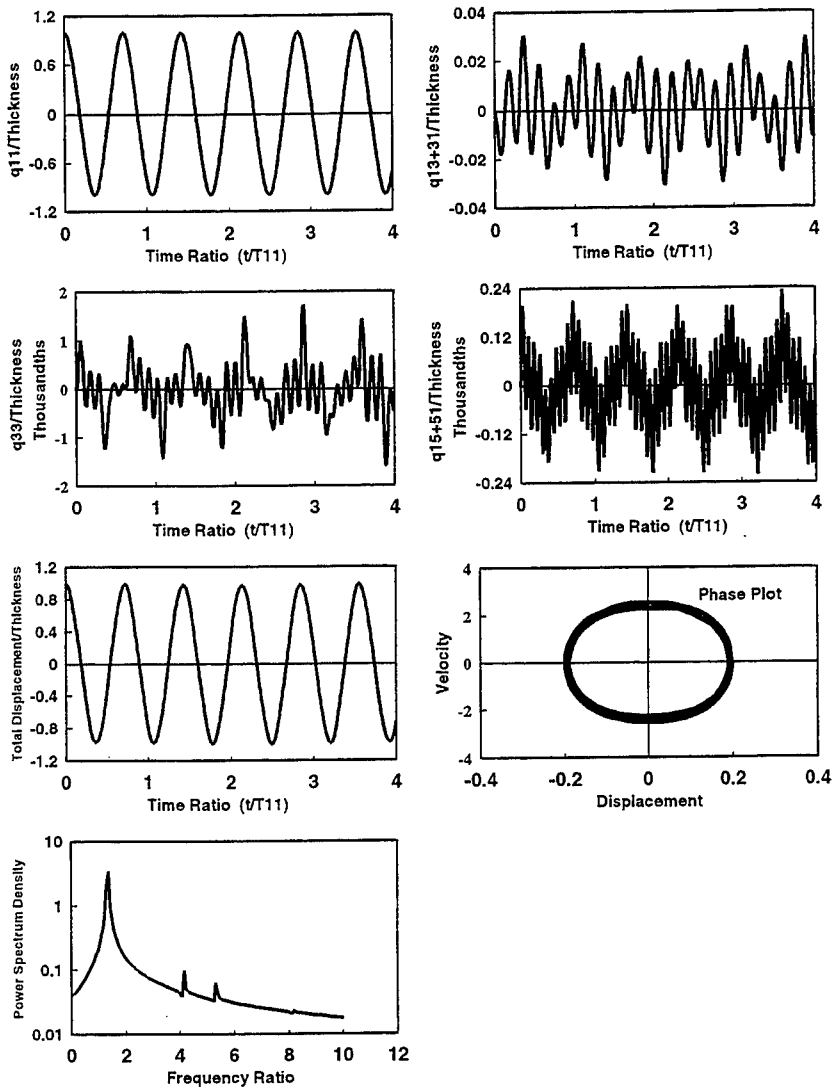 q11/Thickness
1.2
0.6
0
-0.6
-1.2
0 1 2 3 4
Time Ratio (t/T11)
q13+31/Thickness
0.04
0.02
0
-0.02
-0.04
0 1 2 3 4
Time Ratio (t/T11)
q33/Thickness
Thousandths
2
1
0
-1
-2
0 1 2 3 4
Time Ratio (t/T11)
q15+51/Thickness
Thousandths
0.24
0.12
0
-0.12
-0.24
0 1 2 3 4
Time Ratio (t/T11)
Total Displacement/Thickness
1.2
0.8
0.4
0
-0.4
-0.8
-1.2
0 1 2 3 4
Time Ratio (t/T11)
Phase Plot
Velocity
4
2
0
-2
-4
-0.4 -0.2 0 0.2 0.4
Displacement
Power Spectrum Density
10
1
0.1
0.01
0 2 4 6 8 10 12
Frequency Ratio